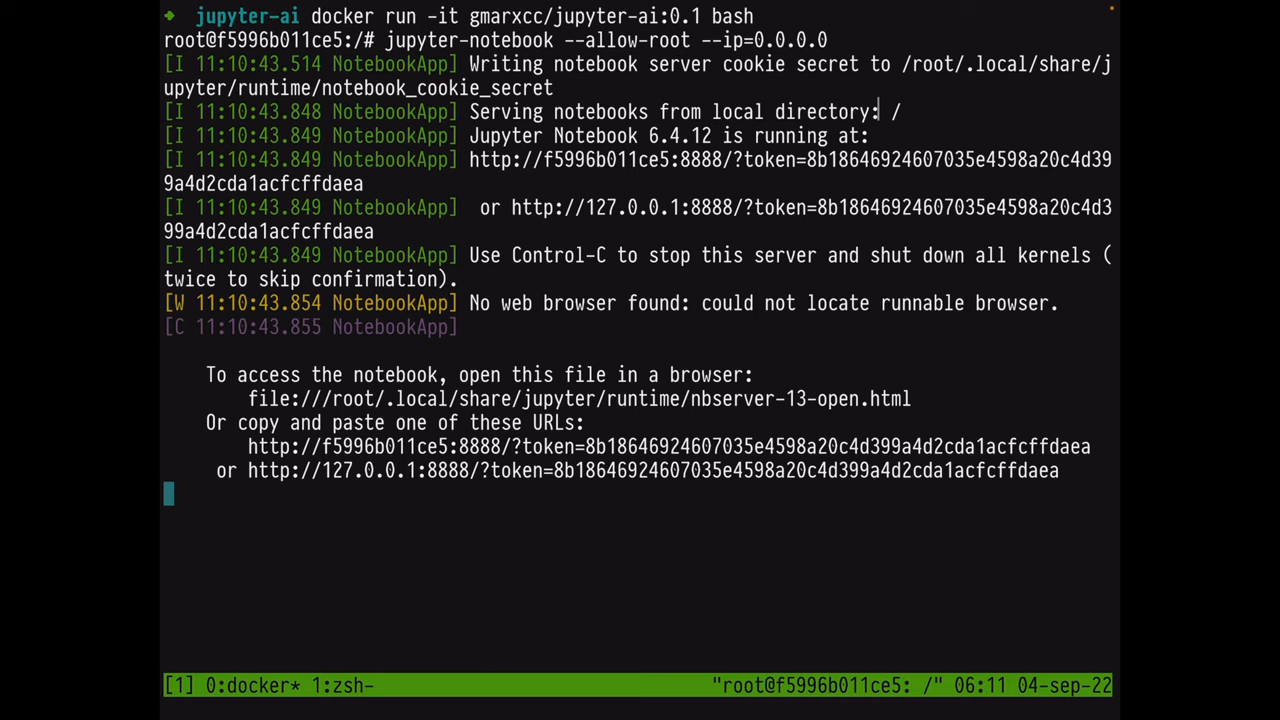 ➜  jupyter-ai docker run -it gmarxcc/jupyter-ai:0.1 bash
root@f5996b011ce5:/# jupyter-notebook --allow-root --ip=0.0.0.0
[I 11:10:43.514 NotebookApp] Writing notebook server cookie secret to /root/.local/share/j
upyter/runtime/notebook_cookie_secret
[I 11:10:43.848 NotebookApp] Serving notebooks from local directory: /
[I 11:10:43.849 NotebookApp] Jupyter Notebook 6.4.12 is running at:
[I 11:10:43.849 NotebookApp] http://f5996b011ce5:8888/?token=8b18646924607035e4598a20c4d39
9a4d2cda1acfcffdaea
[I 11:10:43.849 NotebookApp]  or http://127.0.0.1:8888/?token=8b18646924607035e4598a20c4d3
99a4d2cda1acfcffdaea
[I 11:10:43.849 NotebookApp] Use Control-C to stop this server and shut down all kernels (
twice to skip confirmation).
[W 11:10:43.854 NotebookApp] No web browser found: could not locate runnable browser.
[C 11:10:43.855 NotebookApp]
To access the notebook, open this file in a browser:
file:///root/.local/share/jupyter/runtime/nbserver-13-open.html
Or copy and paste one of these URLs:
http://f5996b011ce5:8888/?token=8b18646924607035e4598a20c4d399a4d2cda1acfcffdaea
or http://127.0.0.1:8888/?token=8b18646924607035e4598a20c4d399a4d2cda1acfcffdaea
[1] 0:docker* 1:zsh- "root@f5996b011ce5: /" 06:11 04-sep-22